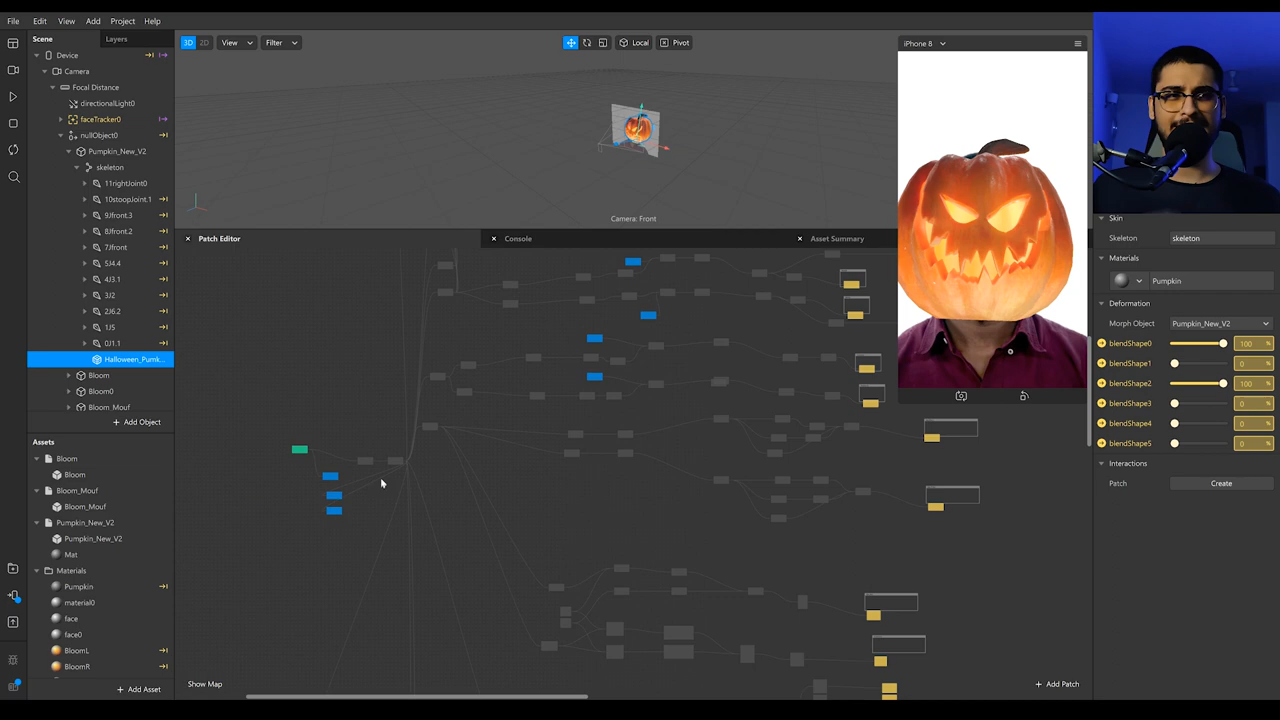 File Edit View Add Project Help
Scene Layers
Device
Camera
Focal Distance
directionalLight0
faceTracker0
nullObject0
Pumpkin_New_V2
skeleton
11rightJoint0
10stoopJoint.1
9Jfront.3
8Jfront.2
7Jfront
5J4.4
4J3.1
3J2
2J6.2
1J5
0J1.1
Halloween_Pumk...
Bloom
Bloom0
Bloom_Mouf
Add Object
Assets
Bloom
Bloom
Bloom_Mouf
Bloom_Mouf
Pumpkin_New_V2
Pumpkin_New_V2
Mat
Materials
Pumpkin
material0
face
face0
BloomL
BloomR
Add Asset
3D 2D View Filter Local Pivot
Camera: Front
Patch Editor Console Asset Summary
Show Map
Add Patch
iPhone 8
Skin
Skeleton skeleton
Materials
Pumpkin
Deformation
Morph Object Pumpkin_New_V2
blendShape0 100 %
blendShape1 0 %
blendShape2 100 %
blendShape3 0 %
blendShape4 0 %
blendShape5 0 %
Interactions
Patch Create